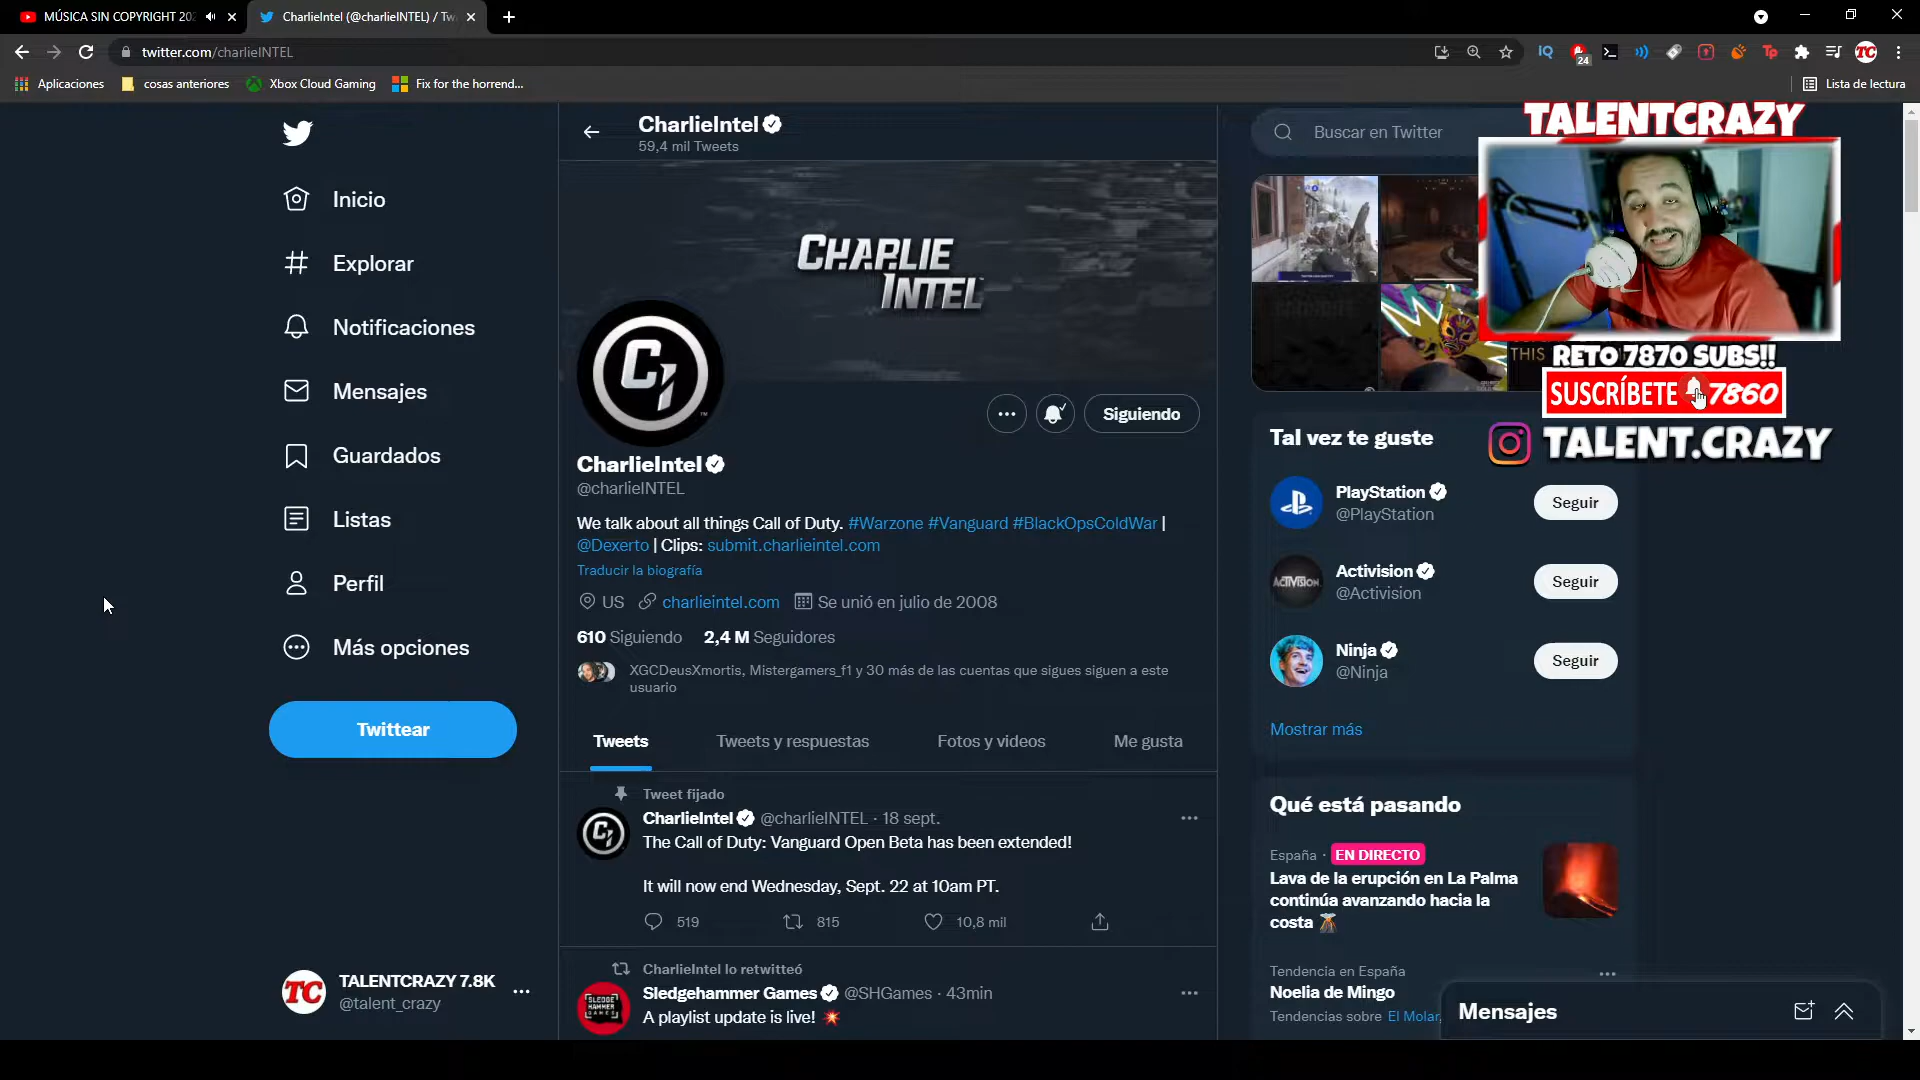 MÚSICA SIN COPYRIGHT 202
CharlieIntel (@charlieINTEL) / Tw
twitter.com/charlieINTEL
24
Aplicaciones
cosas anteriores
Xbox Cloud Gaming
Fix for the horrend...
Lista de lectura
Inicio
Explorar
Notificaciones
Mensajes
Guardados
Listas
Perfil
Más opciones
Twittear
TALENTCRAZY 7.8K
@talent_crazy
CharlieIntel
59,4 mil Tweets
CHARLIE
INTEL
Siguiendo
CharlieIntel
@charlieINTEL
We talk about all things Call of Duty. #Warzone #Vanguard #BlackOpsColdWar |
@Dexerto | Clips: submit.charlieintel.com
Traducir la biografía
US charlieintel.com Se unió en julio de 2008
610 Siguiendo 2,4 M Seguidores
XGCDeusXmortis, Mistergamers_f1 y 30 más de las cuentas que sigues siguen a este
usuario
Tweets
Tweets y respuestas
Fotos y videos
Me gusta
Tweet fijado
CharlieIntel @charlieINTEL · 18 sept.
The Call of Duty: Vanguard Open Beta has been extended!
It will now end Wednesday, Sept. 22 at 10am PT.
519
815
10,8 mil
CharlieIntel lo retwitteó
Sledgehammer Games @SHGames · 43min
SLEDGE
HAMMER
GAMES
A playlist update is live! 💥
Buscar en Twitter
TALENTCRAZY
THIS
RETO 7870 SUBS!!
SUSCRÍBETE 7860
TALENT.CRAZY
Tal vez te guste
PlayStation
@PlayStation
Seguir
ACTIVISION
Activision
@Activision
Seguir
Ninja
@Ninja
Seguir
Mostrar más
Qué está pasando
España · EN DIRECTO
Lava de la erupción en La Palma
continúa avanzando hacia la
costa 🌋
Tendencia en España
Noelia de Mingo
Tendencias sobre El Molar,
Mensajes